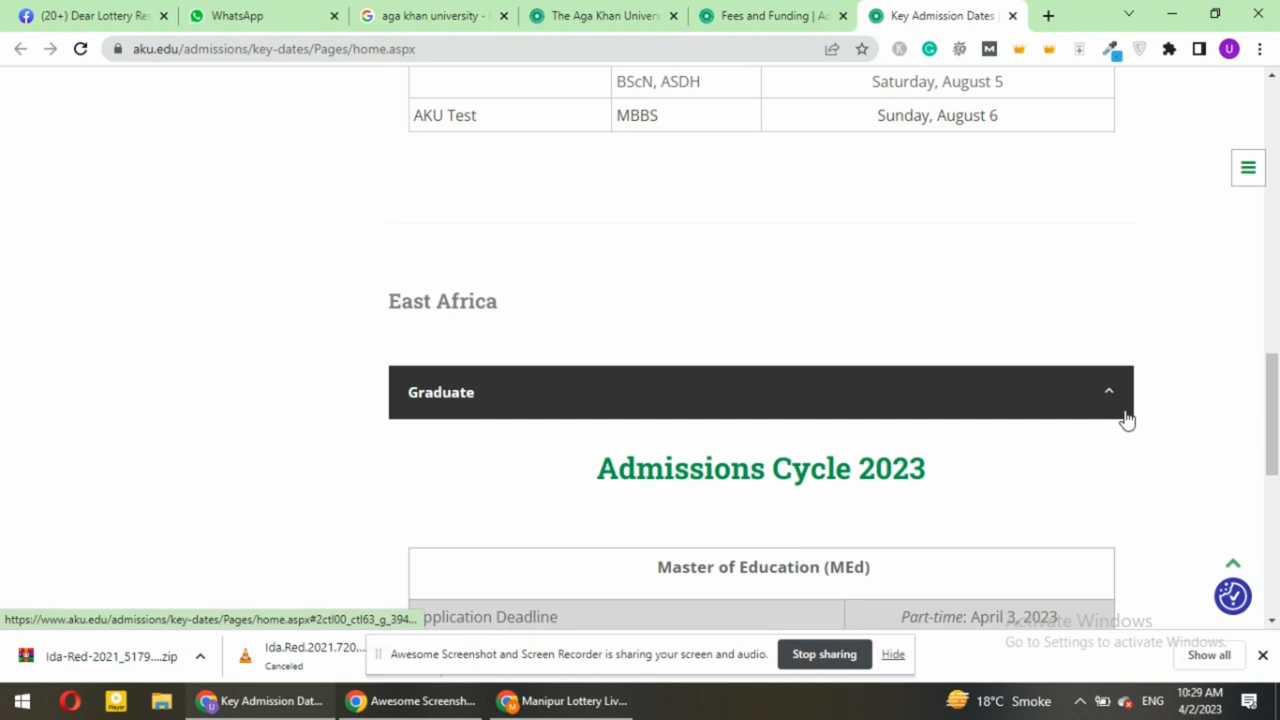 (20+) Dear Lottery Re
WhatsApp
aga khan university -
The Aga Khan Univers
Fees and Funding | A
Key Admission Dates
aku.edu/admissions/key-dates/Pages/home.aspx
BScN, ASDH Saturday, August 5
AKU Test MBBS Sunday, August 6
East Africa
Graduate
Admissions Cycle 2023
Master of Education (MEd)
pplication Deadline Part-time: April 3, 2023
https://www.aku.edu/admissions/key-dates/Pages/home.aspx#2ctl00_ctl63_g_394...
Activate Windows
Go to Settings to activate Windows.
Ida-Red-2021_5179....zip
Ida.Red.2021.720...
Canceled
Awesome Screenshot and Screen Recorder is sharing your screen and audio.
Stop sharing
Hide
Show all
Key Admission Dat...
Awesome Screensh...
Manipur Lottery Liv...
18°C Smoke
ENG
10:29 AM
4/2/2023